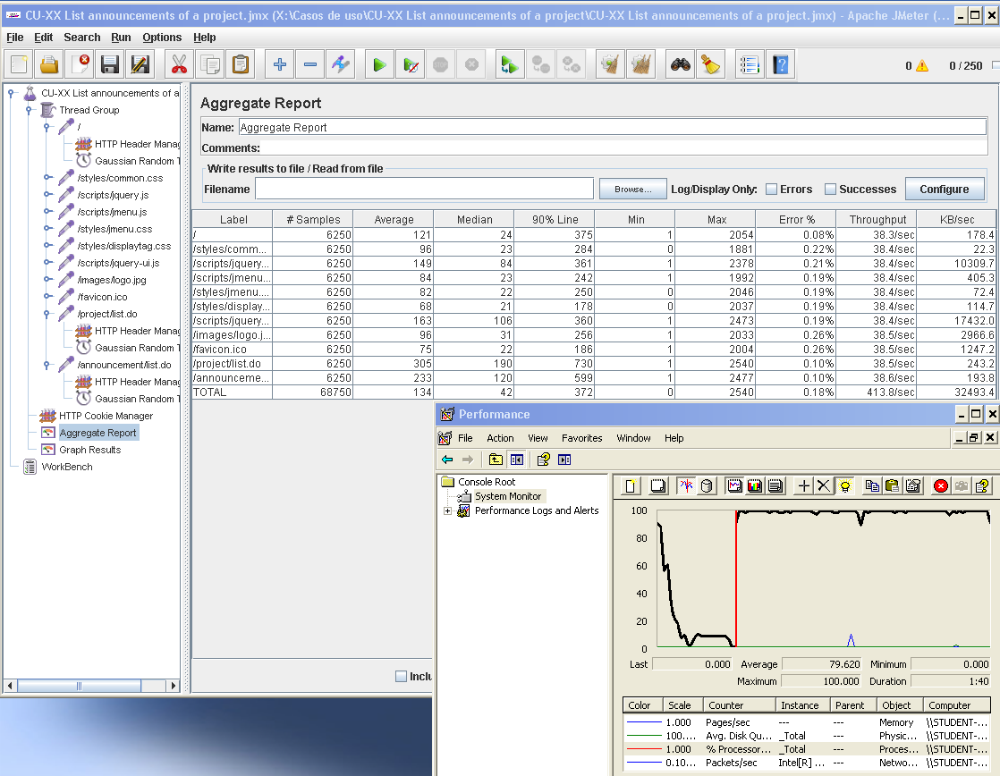 CU-XX List announcements of a project.jmx (X:\Casos de uso\CU-XX List announcements of a project\CU-XX List announcements of a project.jmx) - Apache JMeter (...
File Edit Search Run Options Help
0 0 / 250
CU-XX List announcements of a
Thread Group
/
HTTP Header Manag
Gaussian Random T
/styles/common.css
/scripts/jquery.js
/scripts/jmenu.js
/styles/jmenu.css
/styles/displaytag.css
/scripts/jquery-ui.js
/images/logo.jpg
/favicon.ico
/project/list.do
HTTP Header Manag
Gaussian Random T
/announcement/list.do
HTTP Header Manag
Gaussian Random T
HTTP Cookie Manager
Aggregate Report
Graph Results
WorkBench
Aggregate Report
Name: Aggregate Report
Comments:
Write results to file / Read from file
Filename Browse... Log/Display Only: Errors Successes Configure
Label # Samples Average Median 90% Line Min Max Error % Throughput KB/sec
/ 6250 121 24 375 1 2054 0.08% 38.3/sec 178.4
/styles/comm... 6250 96 23 284 0 1881 0.22% 38.4/sec 22.3
/scripts/jquery... 6250 149 84 361 1 2378 0.21% 38.4/sec 10309.7
/scripts/jmenu... 6250 84 23 242 1 1992 0.19% 38.4/sec 405.3
/styles/jmenu.... 6250 82 22 250 0 2046 0.19% 38.4/sec 72.4
/styles/display... 6250 68 21 178 0 2037 0.19% 38.4/sec 114.7
/scripts/jquery... 6250 163 106 360 1 2473 0.19% 38.4/sec 17432.0
/images/logo.j... 6250 96 31 256 1 2033 0.26% 38.5/sec 2966.6
/favicon.ico 6250 75 22 186 1 2004 0.26% 38.5/sec 1247.2
/project/list.do 6250 305 190 730 1 2540 0.10% 38.5/sec 243.2
/announceme... 6250 233 120 599 1 2477 0.10% 38.6/sec 193.8
TOTAL 68750 134 42 372 0 2540 0.18% 413.8/sec 32493.4
Inclu
Performance
File Action View Favorites Window Help
Console Root
System Monitor
Performance Logs and Alerts
100
80
60
40
20
0
Last 0.000 Average 79.620 Minimum 0.000
Maximum 100.000 Duration 1:40
Color Scale Counter Instance Parent Object Computer
1.000 Pages/sec --- --- Memory \\STUDENT-...
100.... Avg. Disk Qu... _Total --- Physic... \\STUDENT-...
1.000 % Processor... _Total --- Proces... \\STUDENT-...
0.10... Packets/sec Intel[R] ... --- Netwo... \\STUDENT-...